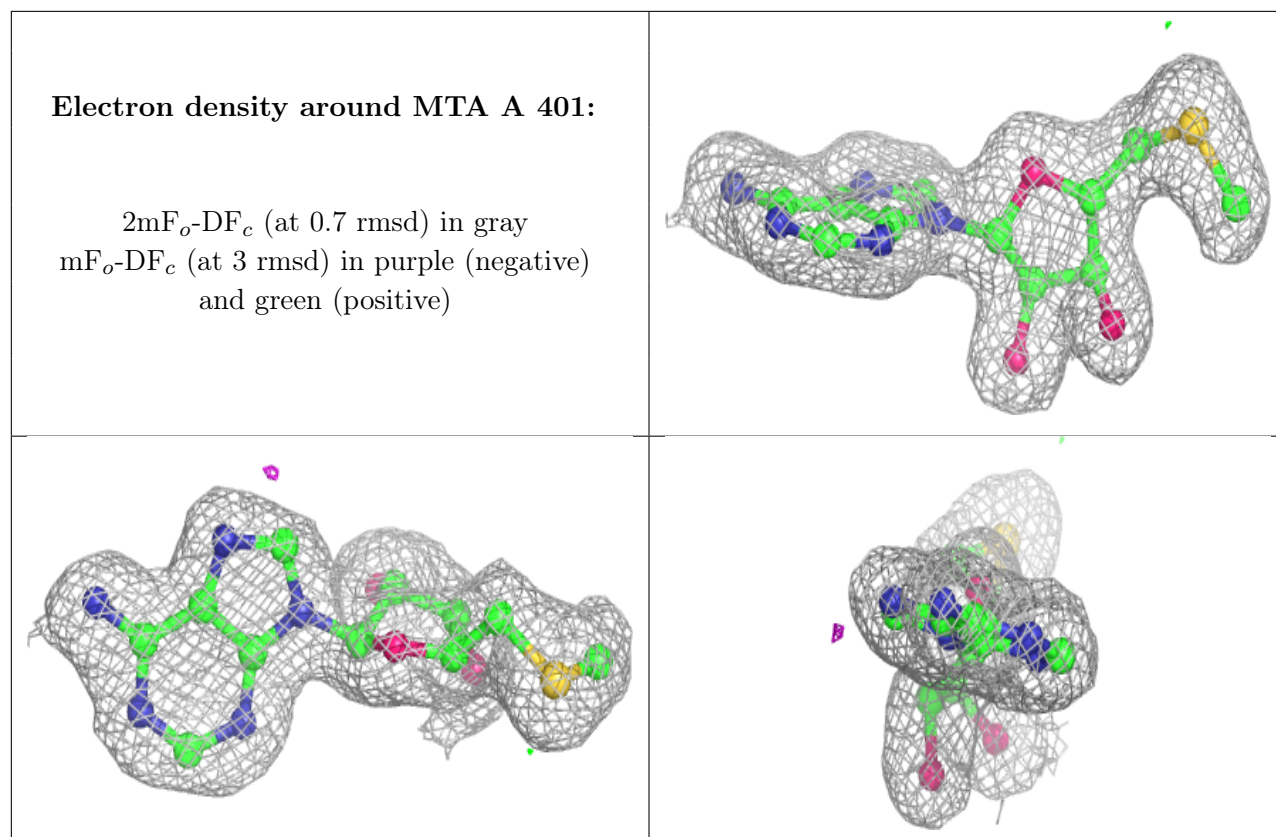 Electron density around MTA A 401:
2mFo-DFc (at 0.7 rmsd) in gray
mFo-DFc (at 3 rmsd) in purple (negative)
and green (positive)